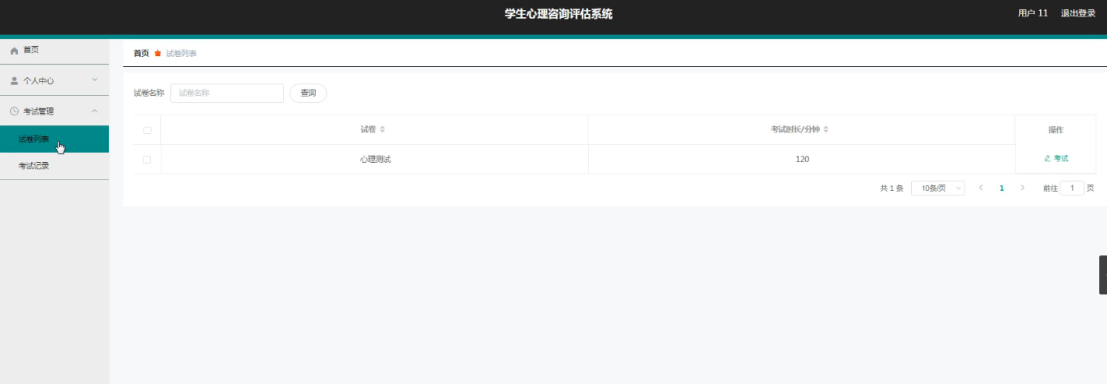 学生心理咨询评估系统
用户 11 退出登录
首页
个人中心
考试管理
试卷列表
考试记录
首页 试卷列表
试卷名称 试卷名称 查询
试卷 考试时长/分钟 操作
心理测试 120 考试
共 1 条 10条/页 < 1 > 前往 1 页